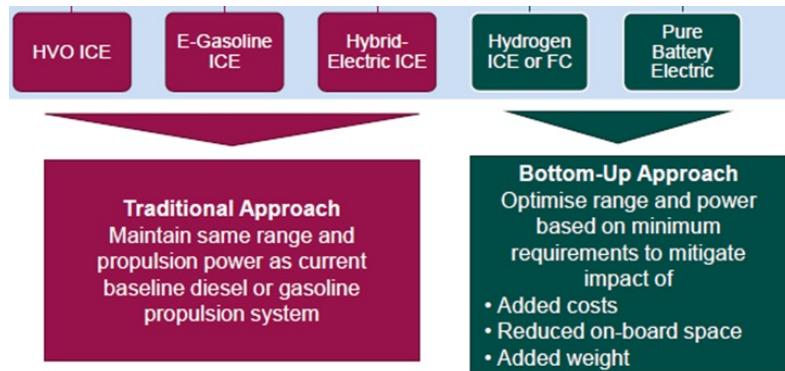 HVO ICE
E-Gasoline
ICE
Hybrid-
Electric ICE
Hydrogen
ICE or FC
Pure
Battery
Electric
Traditional Approach
Maintain same range and
propulsion power as current
baseline diesel or gasoline
propulsion system
Bottom-Up Approach
Optimise range and power
based on minimum
requirements to mitigate
impact of
• Added costs
• Reduced on-board space
• Added weight